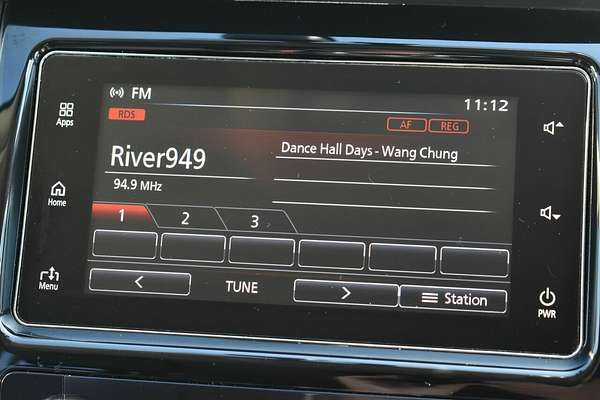 FM
11:12
RDS
AF REG
Apps
River949
Dance Hall Days - Wang Chung
94.9 MHz
Home
1 2 3
Menu
< TUNE > Station
PWR